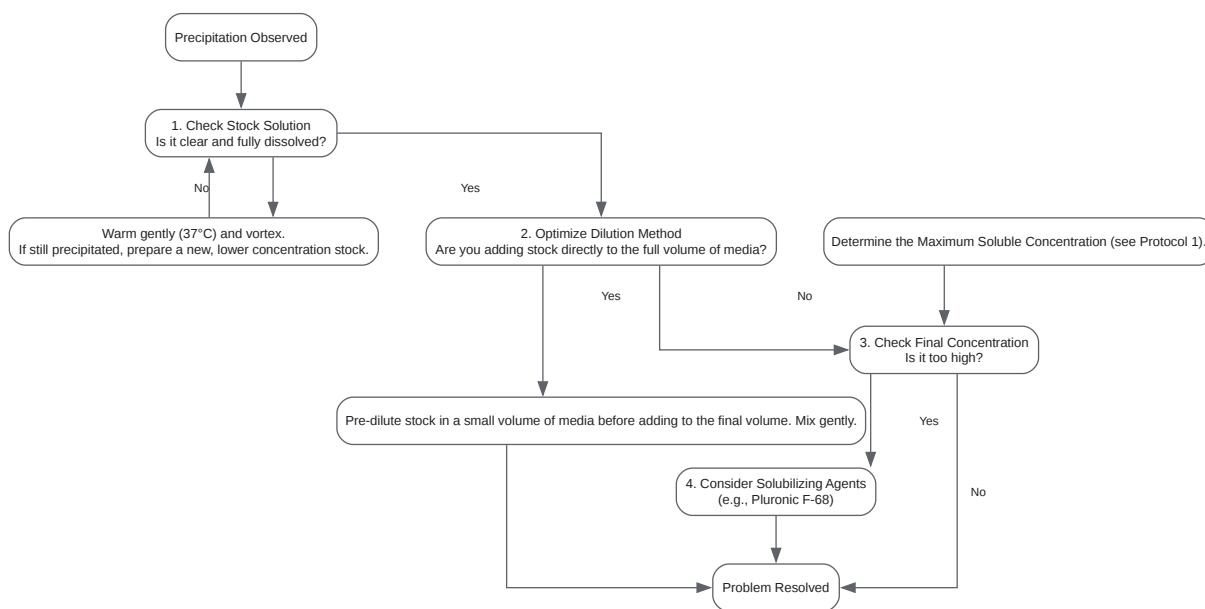 Precipitation Observed
1. Check Stock Solution
Is it clear and fully dissolved?
No
Yes
Warm gently (37°C) and vortex.
If still precipitated, prepare a new, lower concentration stock.
2. Optimize Dilution Method
Are you adding stock directly to the full volume of media?
Determine the Maximum Soluble Concentration (see Protocol 1).
Yes
No
3. Check Final Concentration
Is it too high?
Pre-dilute stock in a small volume of media before adding to the final volume. Mix gently.
Yes
4. Consider Solubilizing Agents
(e.g., Pluronic F-68)
No
Problem Resolved